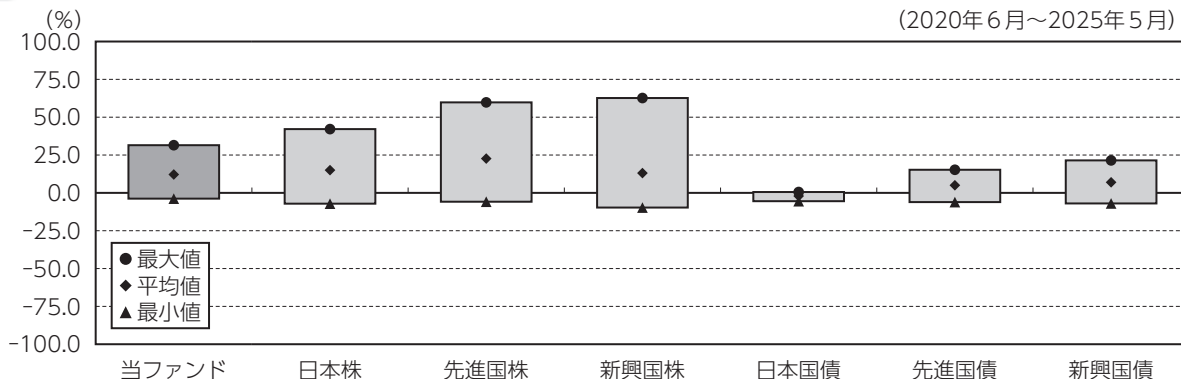 (%)
(2020年6月～2025年5月)
100.0
75.0
50.0
25.0
0.0
-25.0
-50.0
-75.0
-100.0
●最大値
◆平均値
▲最小値
当ファンド 日本株 先進国株 新興国株 日本国債 先進国債 新興国債